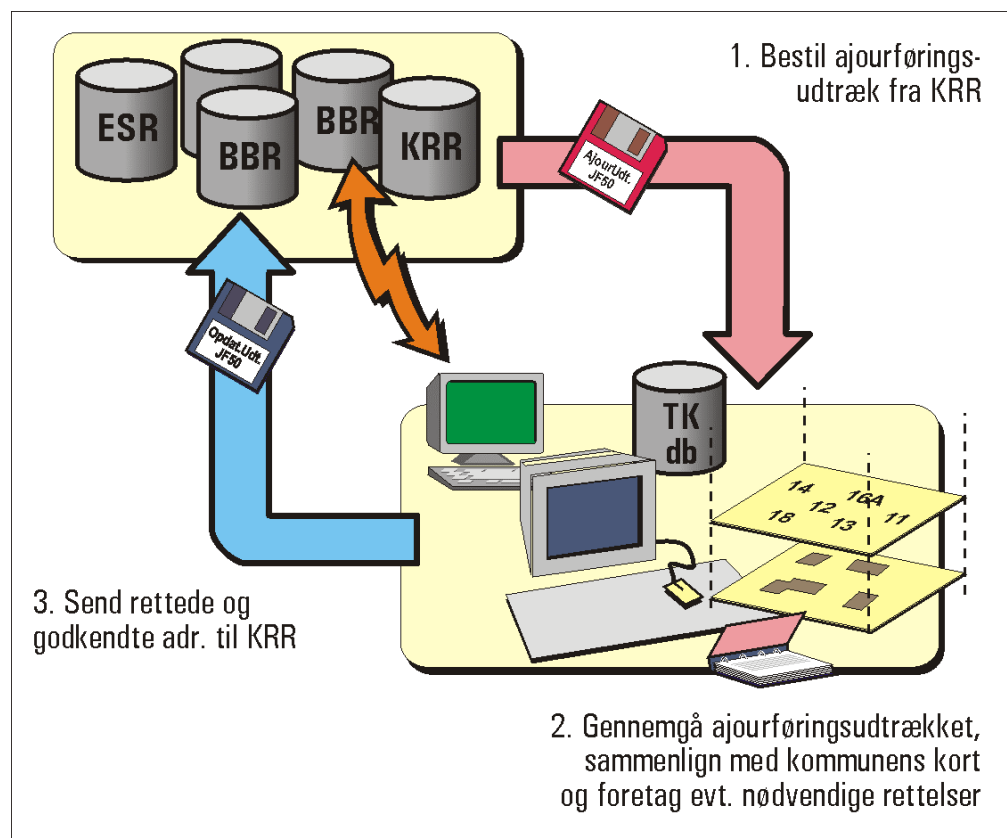 1. Bestil ajourførings-
udtræk fra KRR
ESR
BBR
BBR
KRR
AjourUdt.
JF50
Opdat.Udt.
JF50
TK
db
14
16A
12
11
18
13
3. Send rettede og
godkendte adr. til KRR
2. Gennemgå ajourføringsudtrækket,
sammenlign med kommunens kort
og foretag evt. nødvendige rettelser